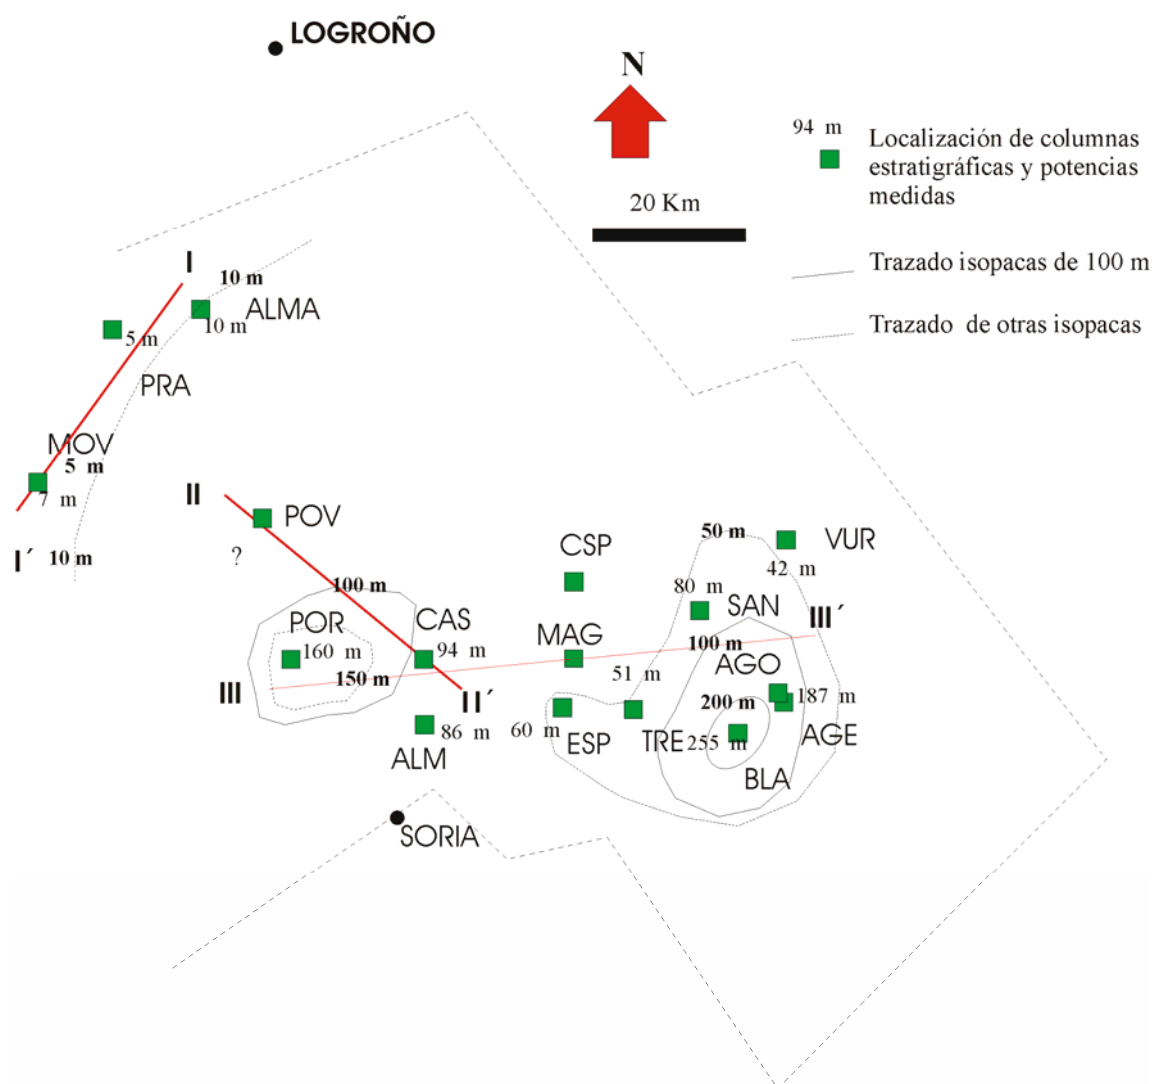 LOGROÑO
N
94 m
Localización de columnas
estratigráficas y potencias
medidas
20 Km
I
10 m
Trazado isopacas de 100 m
10 m
ALMA
5 m
Trazado de otras isopacas
PRA
MOV
5 m
7 m
II
POV
50 m
VUR
I´
10 m
?
CSP
42 m
100 m
80 m
SAN
POR
CAS
MAG
III´
160 m
94 m
100 m
51 m
AGO
150 m
III
II´
200 m
187 m
86 m
60 m
ESP
TRE
255 m
AGE
ALM
BLA
SORIA